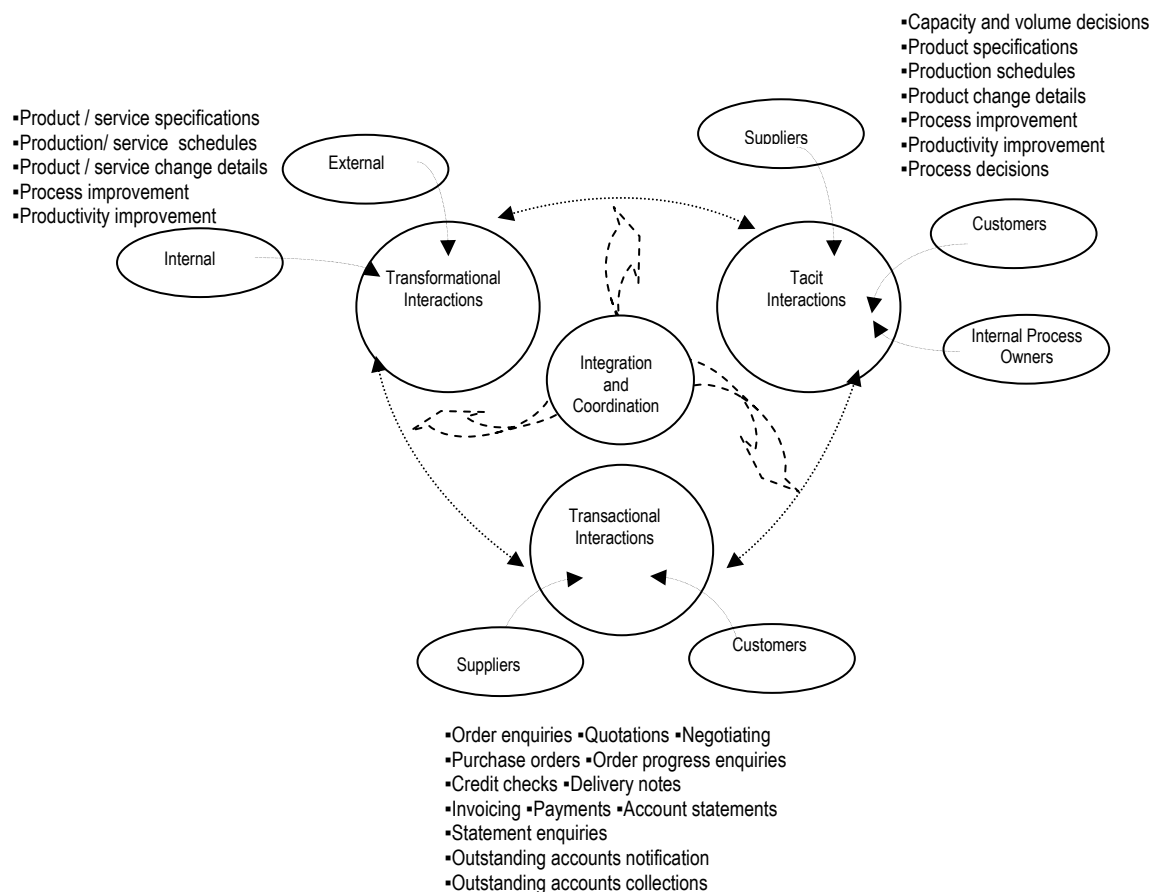 ▪Capacity and volume decisions
▪Product specifications
▪Production schedules
▪Product change details
▪Process improvement
▪Productivity improvement
▪Process decisions
▪Product / service specifications
▪Production/ service  schedules
▪Product / service change details
▪Process improvement
▪Productivity improvement
External
Suppliers
Internal
Customers
Transformational
Interactions
Tacit
Interactions
Internal Process
Owners
Integration
and
Coordination
Transactional
Interactions
Suppliers
Customers
▪Order enquiries ▪Quotations ▪Negotiating
▪Purchase orders ▪Order progress enquiries
▪Credit checks ▪Delivery notes
▪Invoicing ▪Payments ▪Account statements
▪Statement enquiries
▪Outstanding accounts notification
▪Outstanding accounts collections